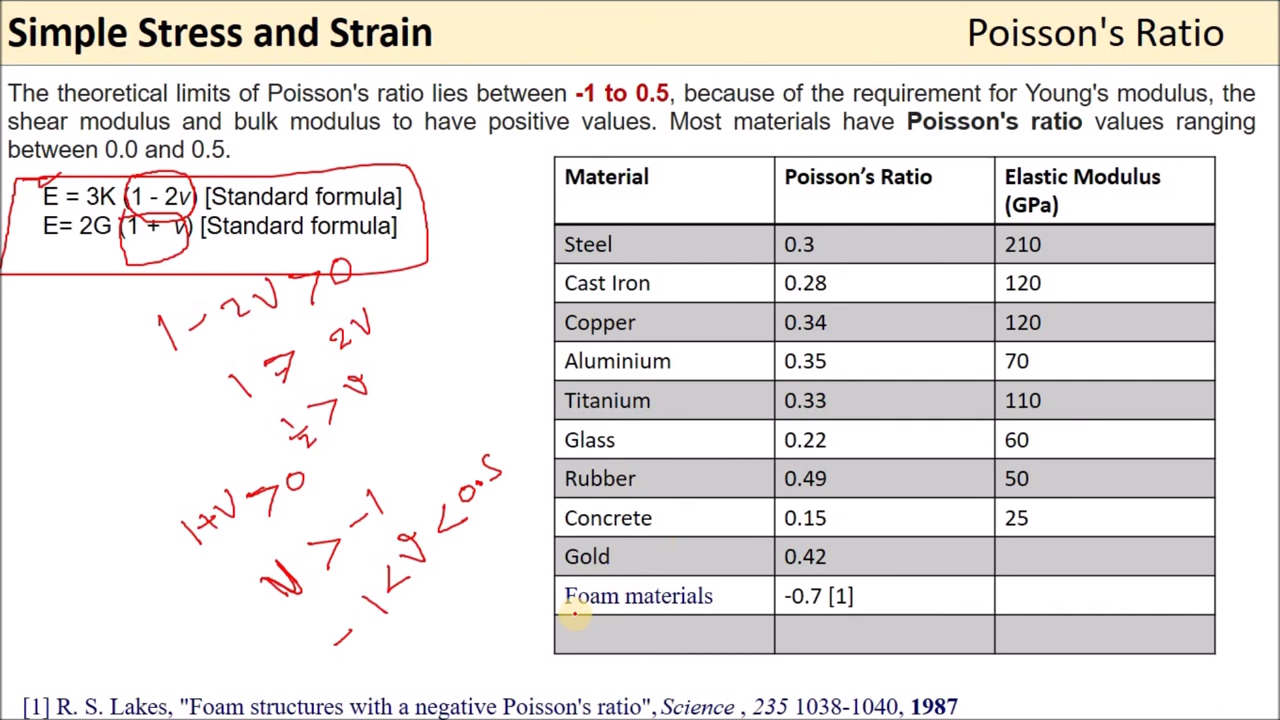 Simple Stress and Strain
Poisson's Ratio
The theoretical limits of Poisson's ratio lies between -1 to 0.5, because of the requirement for Young's modulus, the
shear modulus and bulk modulus to have positive values. Most materials have Poisson's ratio values ranging
between 0.0 and 0.5.
E = 3K (1 - 2v) [Standard formula]
E= 2G (1 + v) [Standard formula]
1 - 2v > 0
1 > 2v
1/2 > v
1+v > 0
v > -1
-1 < v < 0.5
Material Poisson’s Ratio Elastic Modulus
(GPa)
Steel 0.3 210
Cast Iron 0.28 120
Copper 0.34 120
Aluminium 0.35 70
Titanium 0.33 110
Glass 0.22 60
Rubber 0.49 50
Concrete 0.15 25
Gold 0.42
Foam materials -0.7 [1]
[1] R. S. Lakes, "Foam structures with a negative Poisson's ratio", Science , 235 1038-1040, 1987